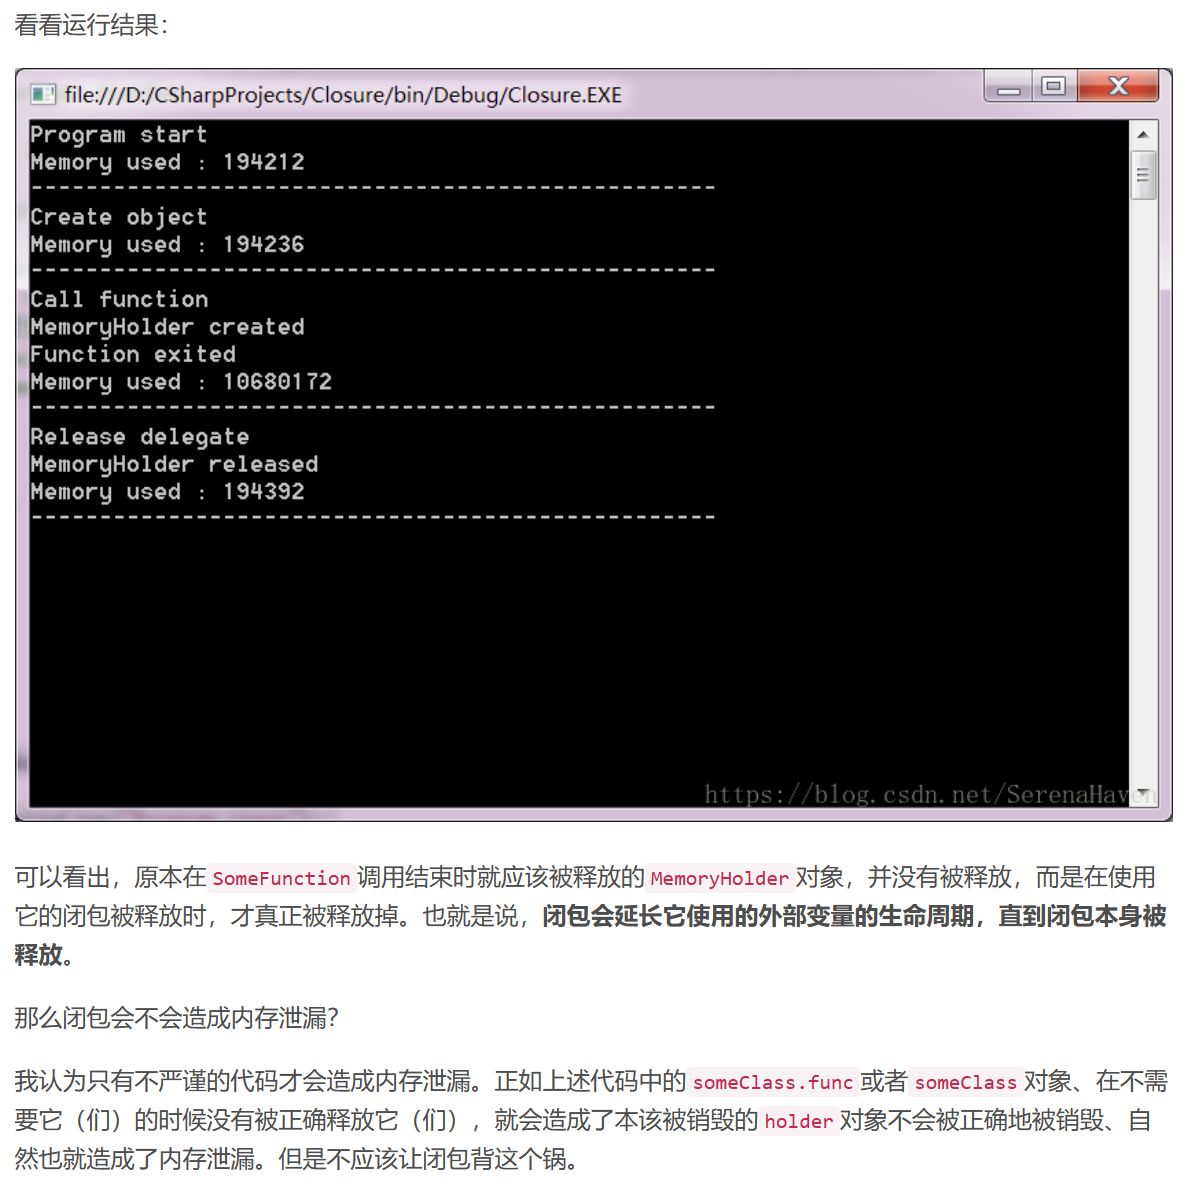 看看运行结果：
file:///D:/CSharpProjects/Closure/bin/Debug/Closure.EXE
Program start
Memory used : 194212
--------------------------------------------------
Create object
Memory used : 194236
--------------------------------------------------
Call function
MemoryHolder created
Function exited
Memory used : 10680172
--------------------------------------------------
Release delegate
MemoryHolder released
Memory used : 194392
--------------------------------------------------
https://blog.csdn.net/SerenaHaven
可以看出，原本在 SomeFunction 调用结束时就应该被释放的 MemoryHolder 对象，并没有被释放，而是在使用
它的闭包被释放时，才真正被释放掉。也就是说，闭包会延长它使用的外部变量的生命周期，直到闭包本身被
释放。
那么闭包会不会造成内存泄漏？
我认为只有不严谨的代码才会造成内存泄漏。正如上述代码中的 someClass.func 或者 someClass 对象、在不需
要它（们）的时候没有被正确释放它（们），就会造成了本该被销毁的 holder 对象不会被正确地被销毁、自
然也就造成了内存泄漏。但是不应该让闭包背这个锅。